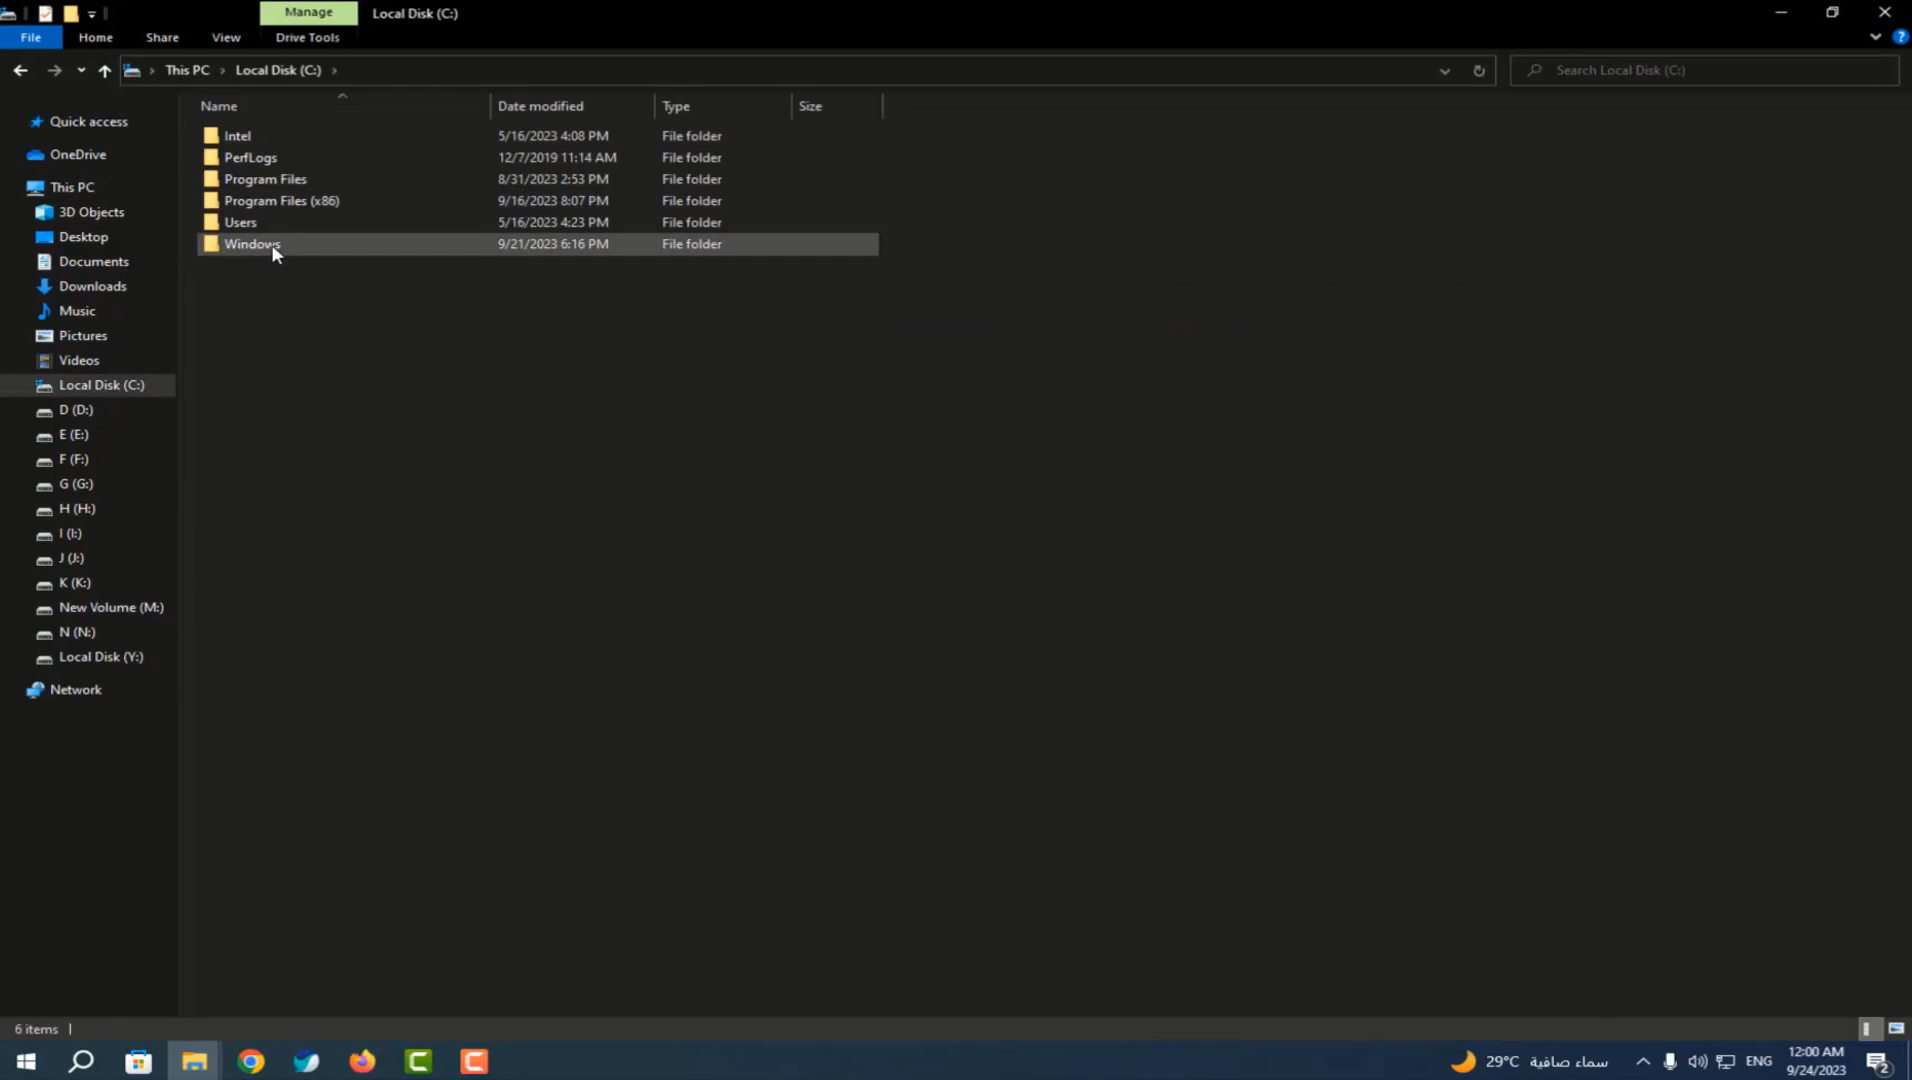 Manage
Local Disk (C:)
File
Home
Share
View
Drive Tools
This PC
Local Disk (C:)
Search Local Disk (C:)
Name
Date modified
Type
Size
Intel
5/16/2023 4:08 PM
File folder
PerfLogs
12/7/2019 11:14 AM
File folder
Program Files
8/31/2023 2:53 PM
File folder
Program Files (x86)
9/16/2023 8:07 PM
File folder
Users
5/16/2023 4:23 PM
File folder
Windows
9/21/2023 6:16 PM
File folder
Quick access
OneDrive
This PC
3D Objects
Desktop
Documents
Downloads
Music
Pictures
Videos
Local Disk (C:)
D (D:)
E (E:)
F (F:)
G (G:)
H (H:)
I (I:)
J (J:)
K (K:)
New Volume (M:)
N (N:)
Local Disk (Y:)
Network
6 items
29°C
سماء صافية
ENG
12:00 AM
9/24/2023
2